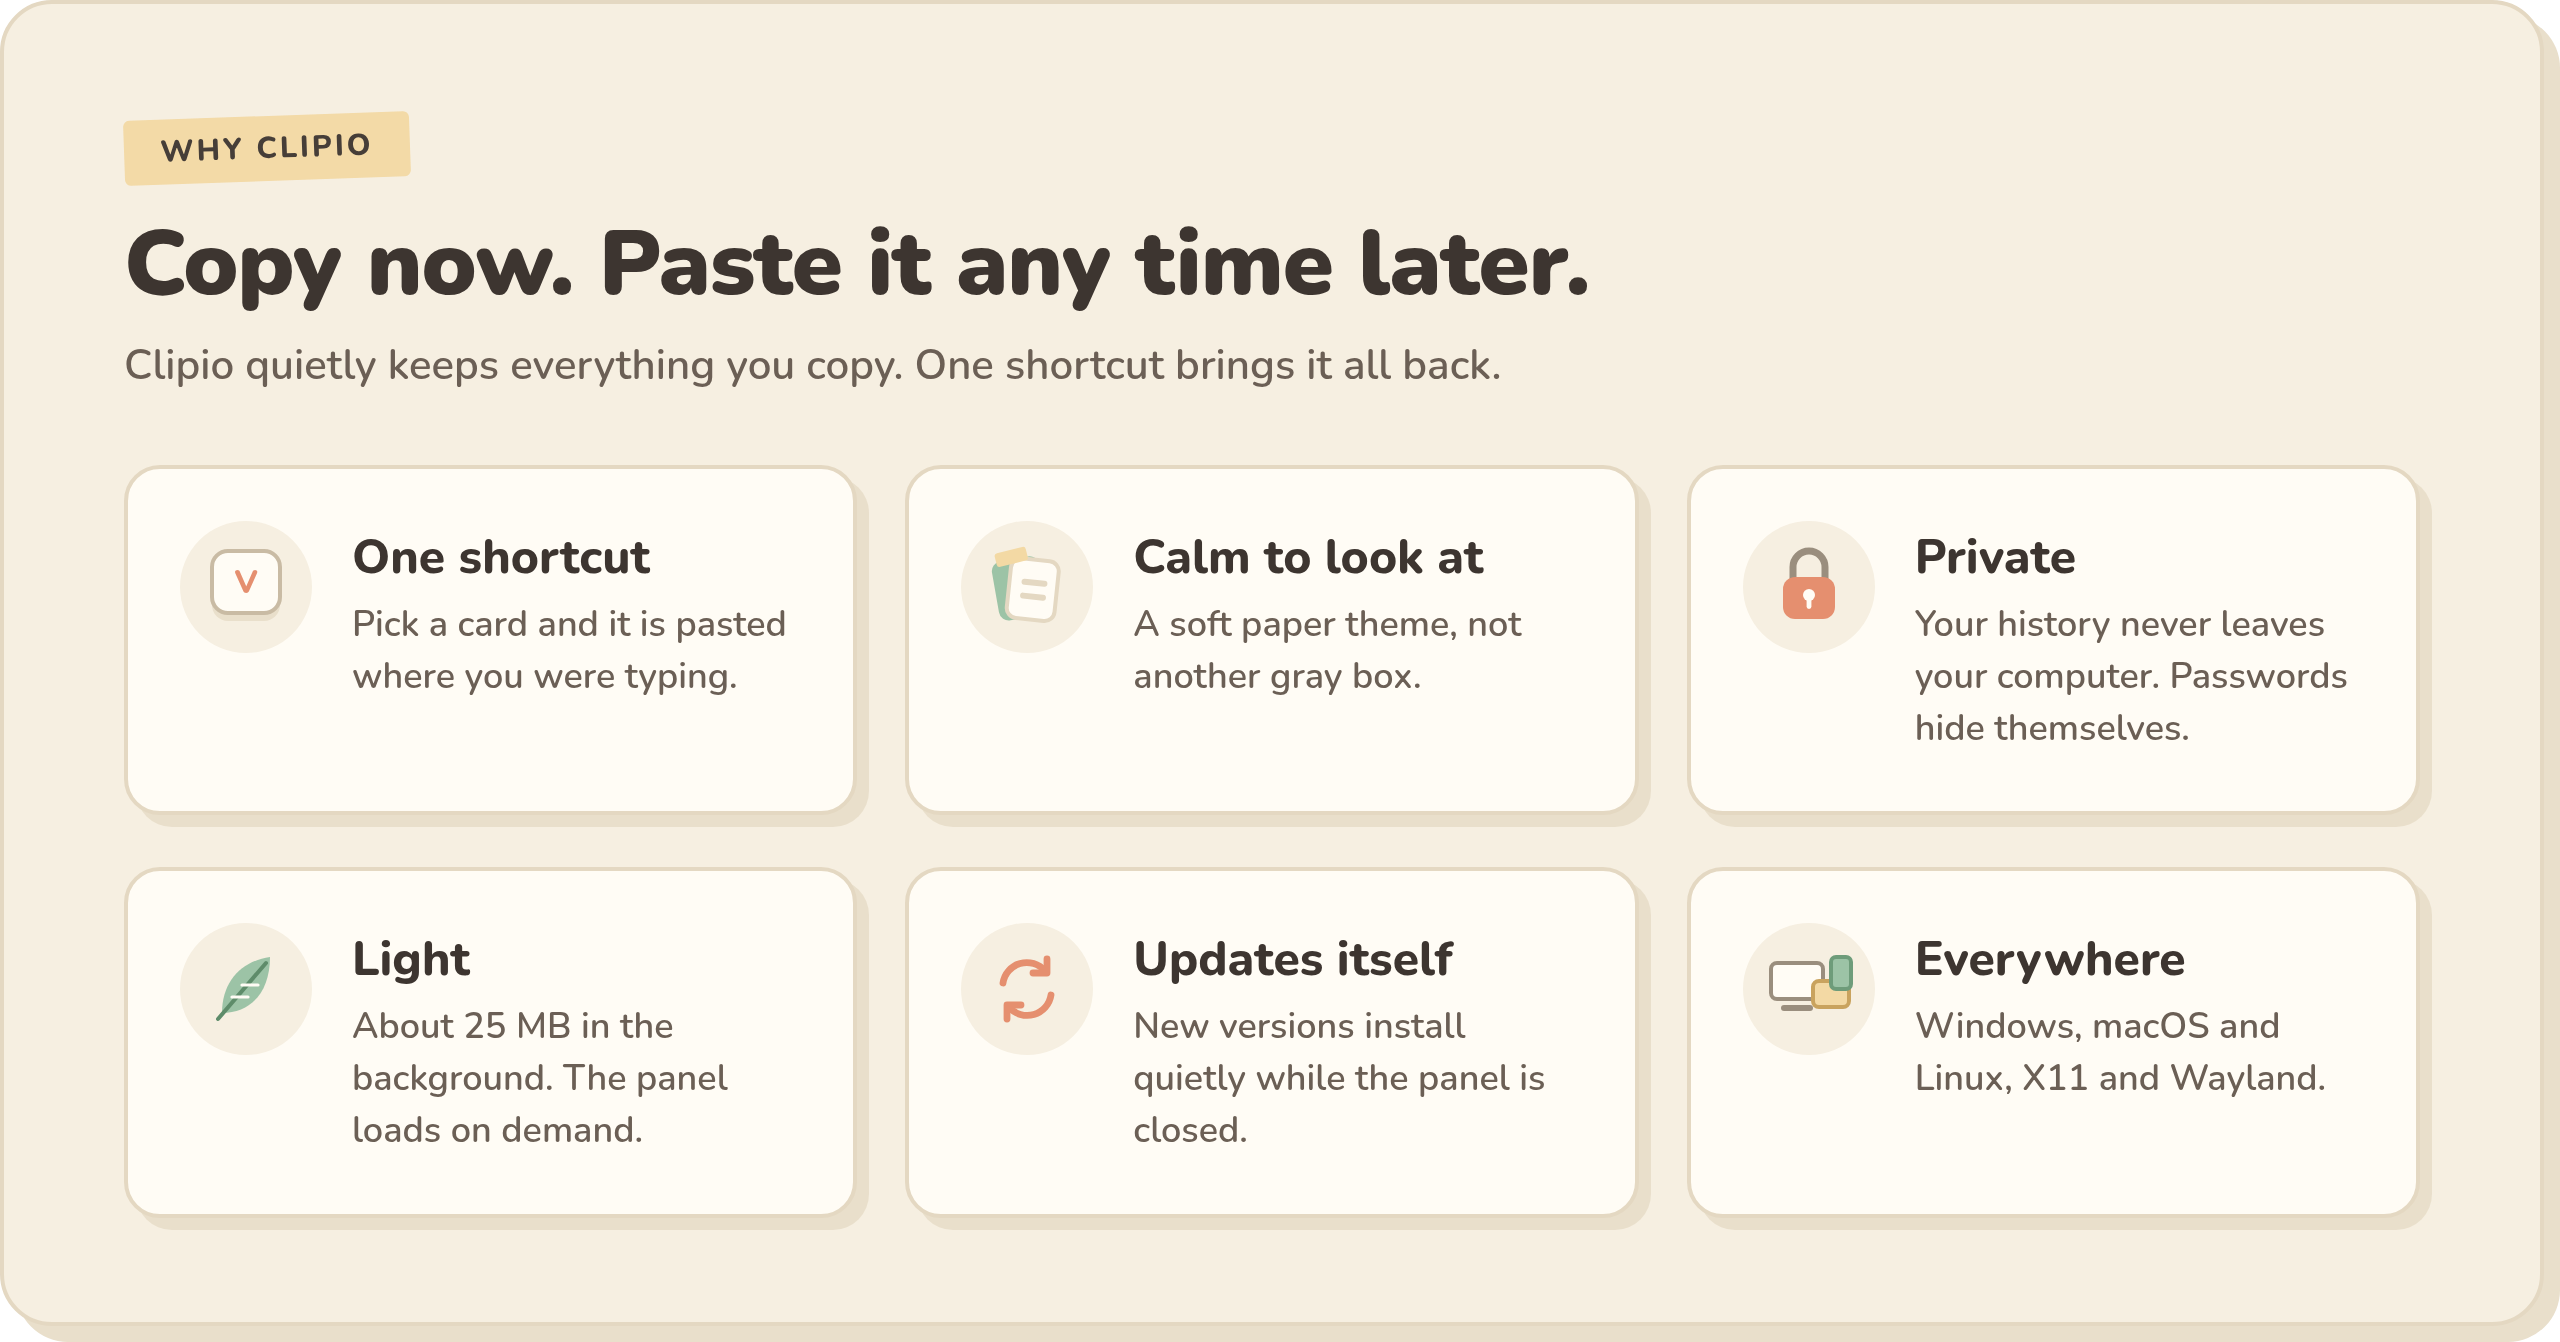 WHY CLIPIO
Copy now. Paste it any time later.
Clipio quietly keeps everything you copy. One shortcut brings it all back.
V
One shortcut
Pick a card and it is pasted
where you were typing.
Calm to look at
A soft paper theme, not
another gray box.
Private
Your history never leaves
your computer. Passwords
hide themselves.
Light
About 25 MB in the
background. The panel
loads on demand.
Updates itself
New versions install
quietly while the panel is
closed.
Everywhere
Windows, macOS and
Linux, X11 and Wayland.